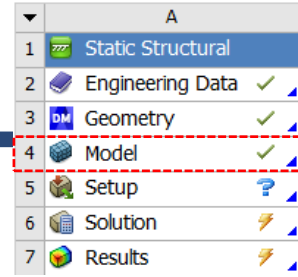 A
1 Static Structural
2 Engineering Data
3 DM Geometry
4 Model
5 Setup ?
6 Solution
7 Results